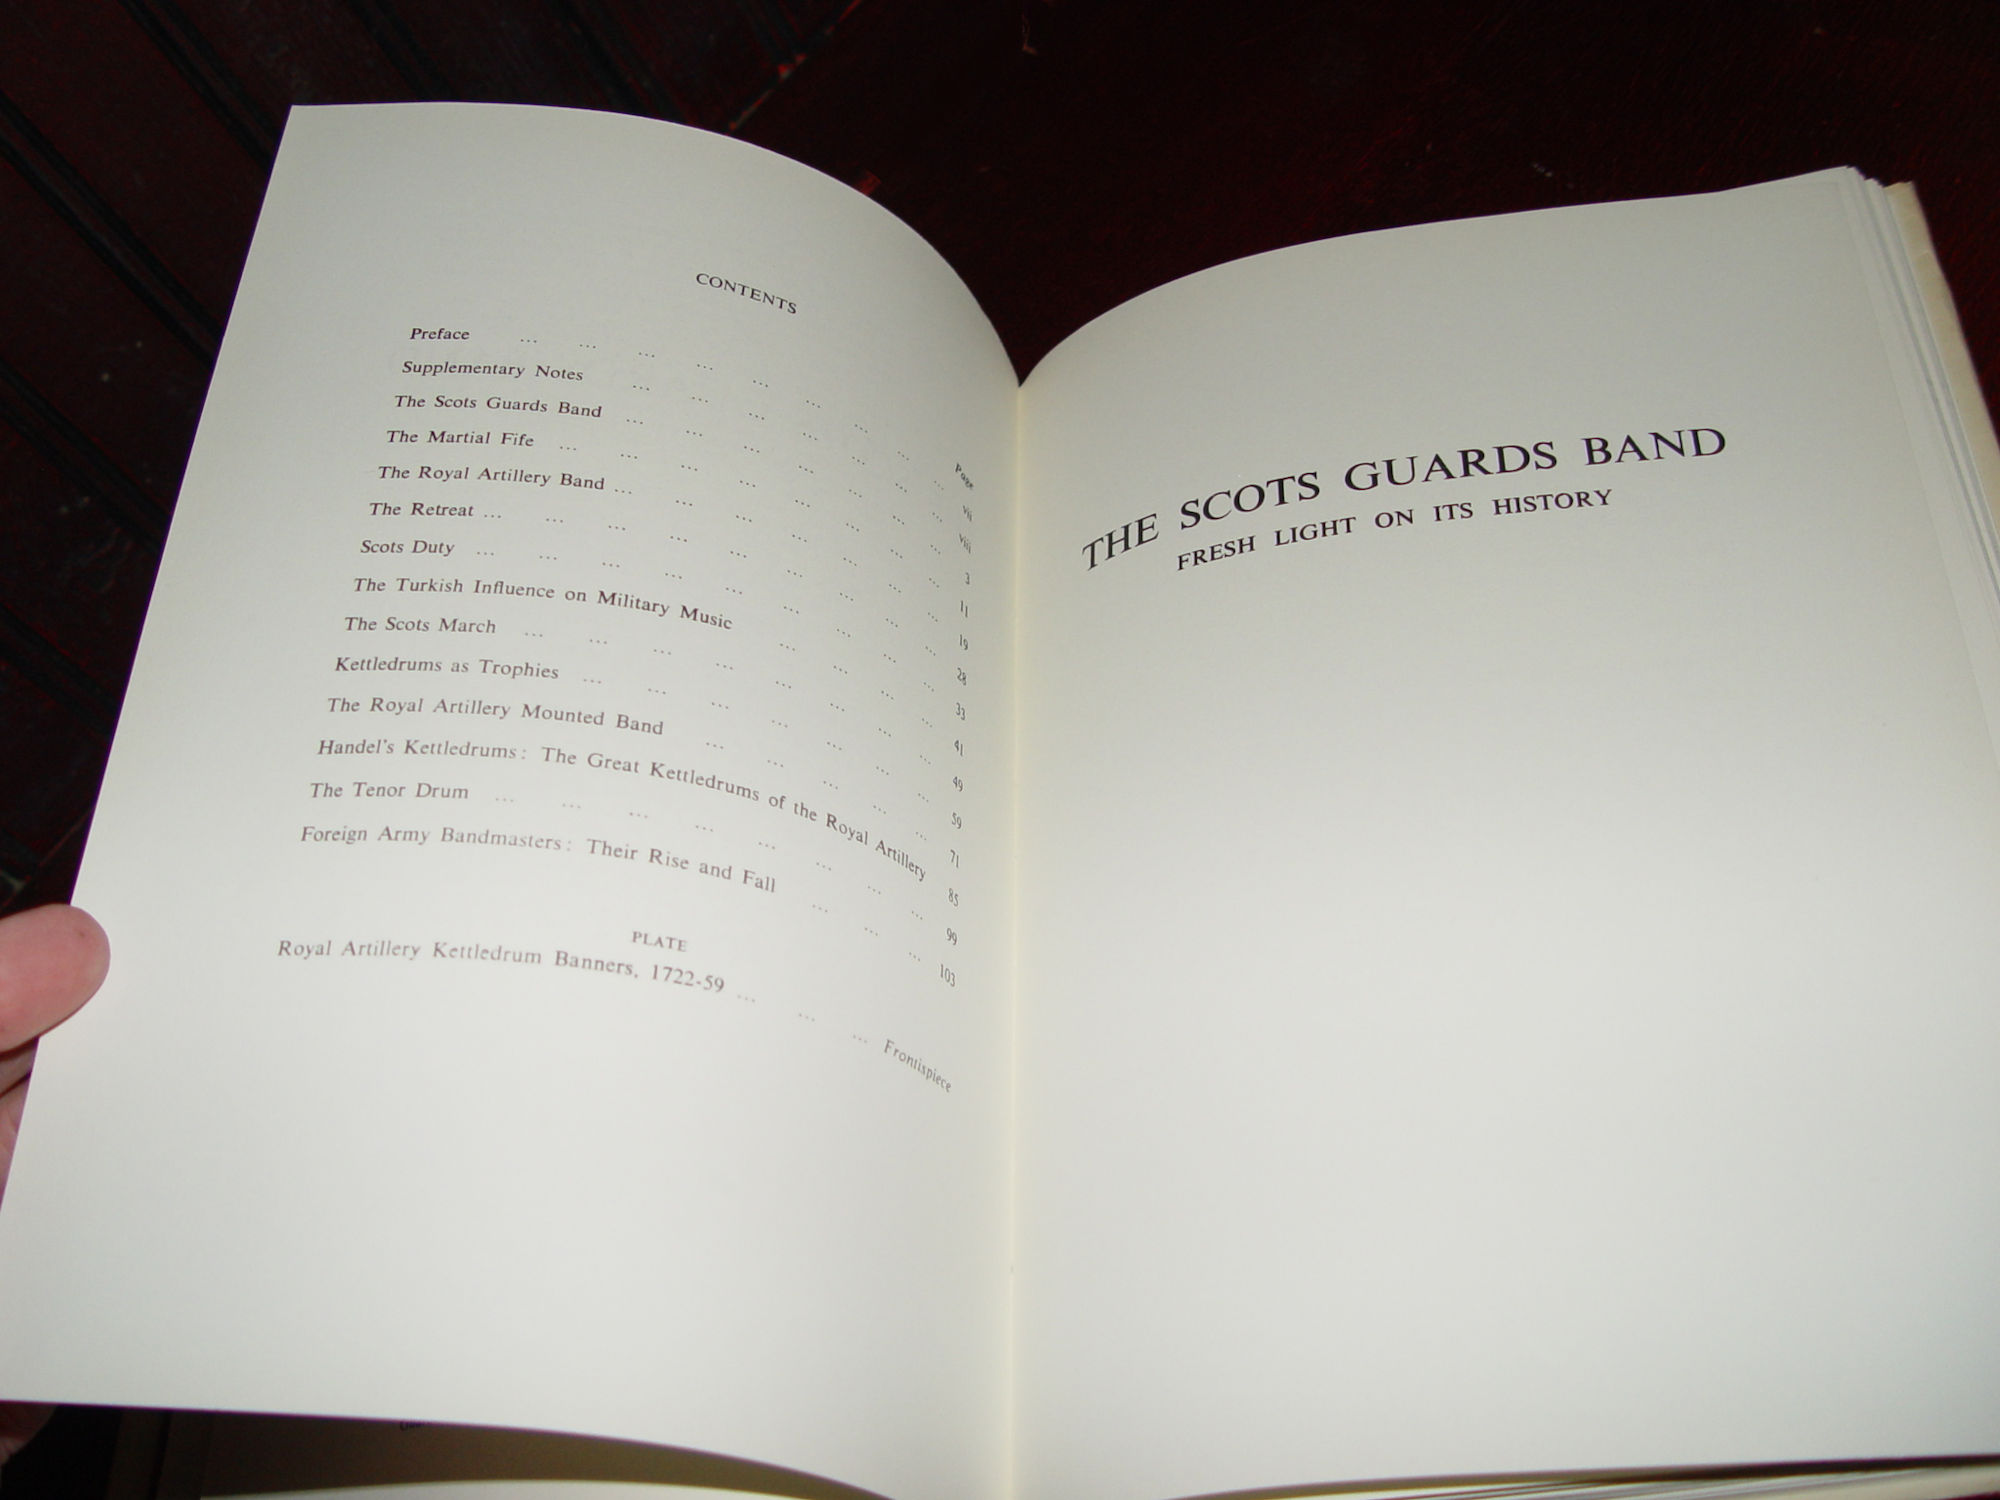 CONTENTS
Page
Preface ... ... ... ... ... ... ... ... ... vii
Supplementary Notes ... ... ... ... ... ... ... viii
The Scots Guards Band ... ... ... ... ... ... ... 3
The Martial Fife ... ... ... ... ... ... ... ... 11
The Royal Artillery Band ... ... ... ... ... ... ... 19
The Retreat ... ... ... ... ... ... ... ... ... 28
Scots Duty ... ... ... ... ... ... ... ... ... 33
The Turkish Influence on Military Music ... ... ... ... 41
The Scots March ... ... ... ... ... ... ... ... 49
Kettledrums as Trophies ... ... ... ... ... ... ... 59
The Royal Artillery Mounted Band ... ... ... ... ... 71
Handel's Kettledrums: The Great Kettledrums of the Royal Artillery 85
The Tenor Drum ... ... ... ... ... ... ... ... 99
Foreign Army Bandmasters: Their Rise and Fall ... ... ... 103
PLATE
Royal Artillery Kettledrum Banners, 1722-59 ... ... ... Frontispiece
THE SCOTS GUARDS BAND
FRESH LIGHT ON ITS HISTORY